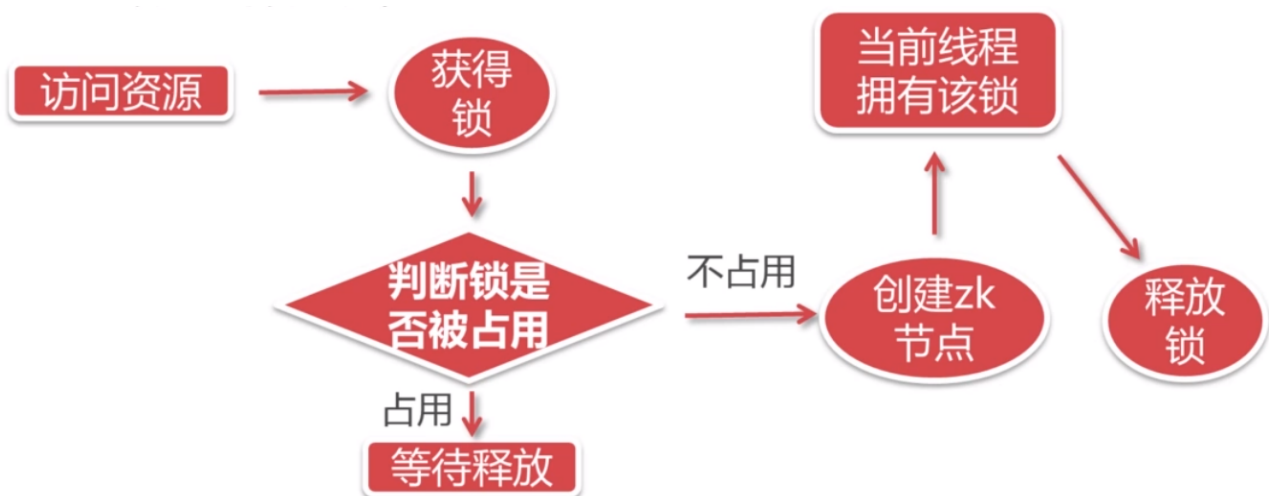 访问资源
获得
锁
判断锁是
否被占用
占用
等待释放
不占用
创建zk
节点
当前线程
拥有该锁
释放
锁